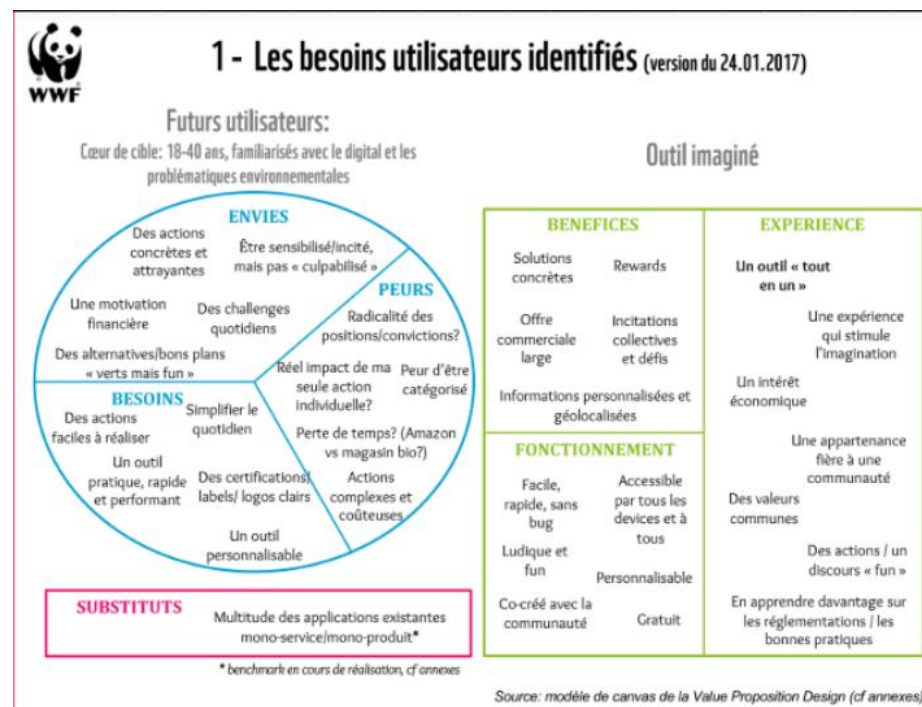 WWF
1 - Les besoins utilisateurs identifiés (version du 24.01.2017)
Futurs utilisateurs:
Cœur de cible: 18-40 ans, familiarisés avec le digital et les
problématiques environnementales
ENVIES
Des actions
concrètes et
attrayantes
Être sensibilisé/incité,
mais pas « culpabilisé »
Une motivation
financière
Des challenges
quotidiens
Des alternatives/bons plans
« verts mais fun »
PEURS
Radicalité des
positions/convictions?
Réel impact de ma
seule action
individuelle?
Peur d'être
catégorisé
Perte de temps? (Amazon
vs magasin bio?)
Actions
complexes et
coûteuses
BESOINS
Des actions
faciles à réaliser
Simplifier le
quotidien
Un outil
pratique, rapide
et performant
Des certifications/
labels/ logos clairs
Un outil
personnalisable
SUBSTITUTS
Multitude des applications existantes
mono-service/mono-produit*
* benchmark en cours de réalisation, cf annexes
Outil imaginé
BENEFICES
Solutions
concrètes
Rewards
Offre
commerciale
large
Incitations
collectives
et défis
Informations personnalisées et
géolocalisées
FONCTIONNEMENT
Facile,
rapide, sans
bug
Accessible
par tous les
devices et à
tous
Ludique et
fun
Personnalisable
Co-créé avec la
communauté
Gratuit
EXPERIENCE
Un outil « tout
en un »
Une expérience
qui stimule
l'imagination
Un intérêt
économique
Une appartenance
fière à une
communauté
Des valeurs
communes
Des actions / un
discours « fun »
En apprendre davantage sur
les réglementations / les
bonnes pratiques
Source: modèle de canvas de la Value Proposition Design (cf annexes)